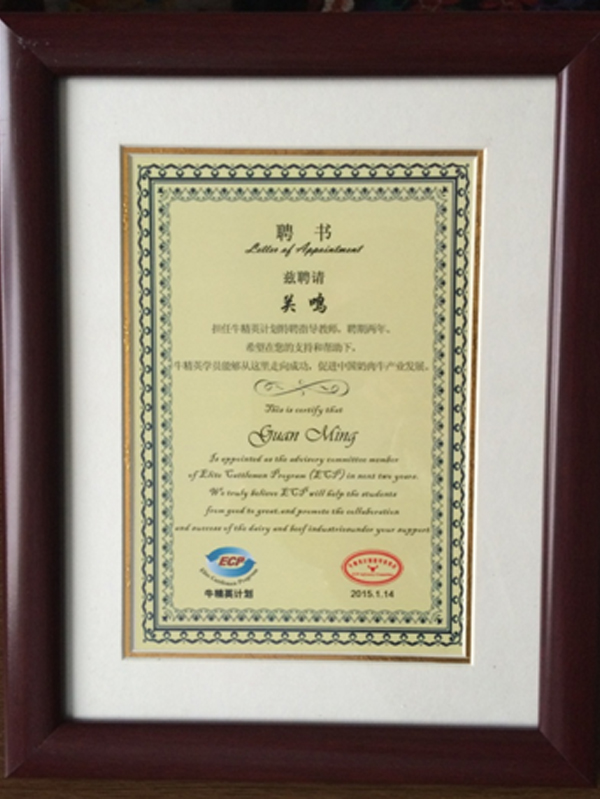 聘 书
Letter of Appointment
兹聘请
关 鸣
担任牛精英计划特聘指导教师。聘期两年。
希望在您的支持和帮助下,
牛精英学员能够从这里走向成功，促进中国奶肉牛产业发展。
This is certify that
Guan Ming
Is appointed as the advisory committee member
of Elite Cattlemen Program (ECP) in next two years.
We truly believe ECP will help the students
from good to great,and promote the collaboration
and success of the dairy and beef industriesunder your support
ECP
Elite Cattlemen Program
牛精英计划
2015.1.14